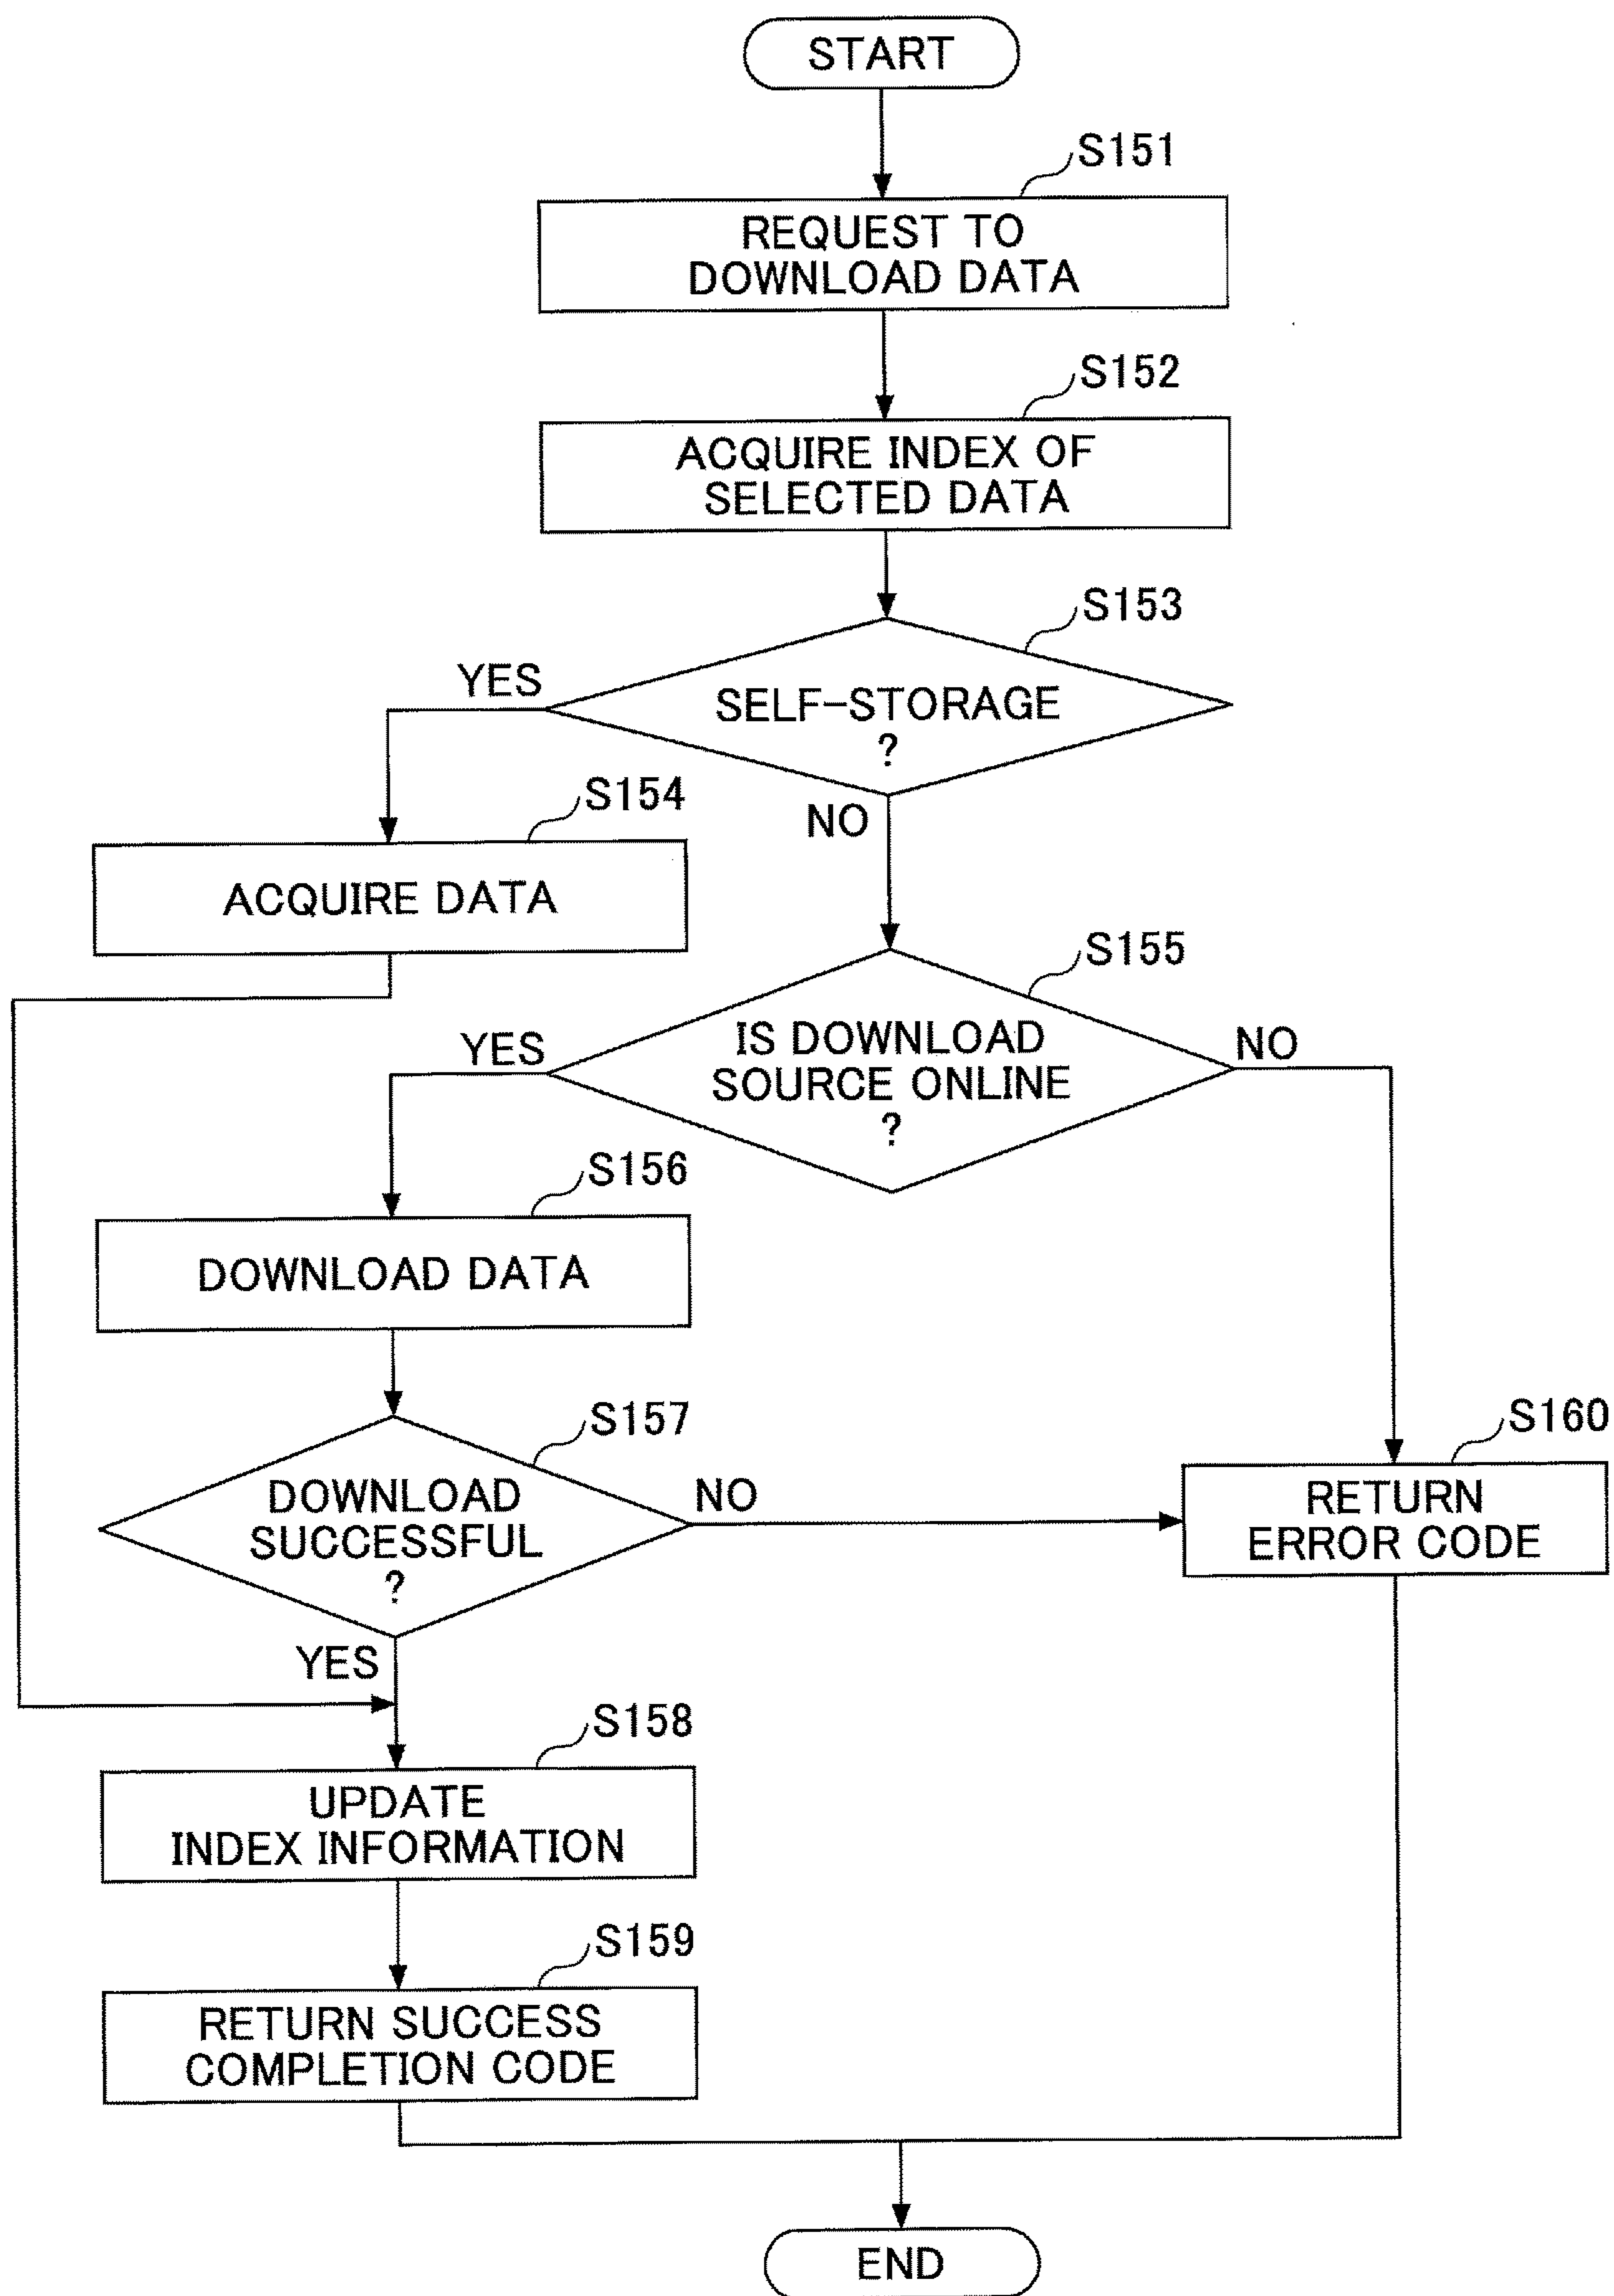 START
S151
REQUEST TO
DOWNLOAD DATA
S152
ACQUIRE INDEX OF
SELECTED DATA
S153
YES
SELF-STORAGE
?
NO
S154
ACQUIRE DATA
S155
YES
IS DOWNLOAD
SOURCE ONLINE
?
NO
S156
DOWNLOAD DATA
S157
DOWNLOAD
SUCCESSFUL
?
NO
YES
S160
RETURN
ERROR CODE
S158
UPDATE
INDEX INFORMATION
S159
RETURN SUCCESS
COMPLETION CODE
END